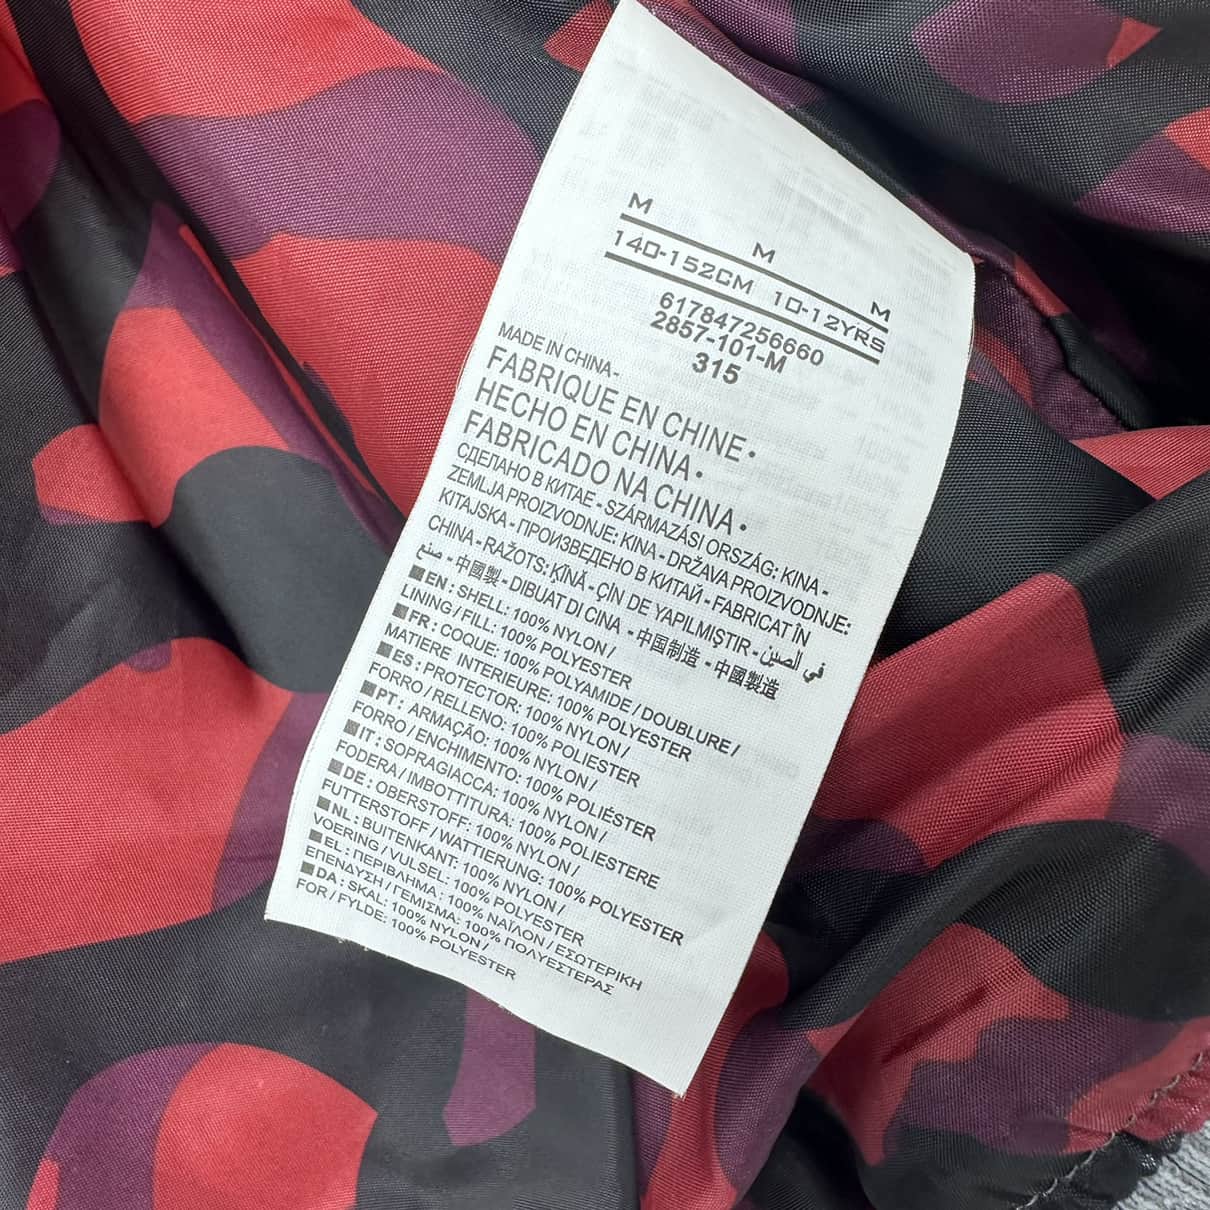 M M M
140-152CM 10-12YRS
617847256660
2857-101-M
315
MADE IN CHINA-
FABRIQUE EN CHINE •
HECHO EN CHINA •
FABRICADO NA CHINA •
СДЕЛАНО В КИТАЕ - SZÁRMAZÁSI ORSZÁG: KINA -
ZEMLJA PROIZVODNJE: KINA - DRŽAVA PROIZVODNJE:
KITAJSKA - ПРОИЗВЕДЕНО В КИТАЙ - FABRICAT ÎN
CHINA - RAŽOTS: ĶĪNĀ - ÇİN DE YAPILMIŞTIR - في الصين
صنع - 中國製 - DIBUAT DI CINA - 中国制造 - 中國製造
■EN : SHELL: 100% NYLON /
LINING / FILL: 100% POLYESTER
■FR : COQUE: 100% POLYAMIDE / DOUBLURE /
MATIERE INTERIEURE: 100% POLYESTER
■ES : PROTECTOR: 100% NYLON /
FORRO / RELLENO: 100% POLIESTER
■PT : ARMAÇAO: 100% NYLON /
FORRO / ENCHIMENTO: 100% POLIÉSTER
■IT : SOPRAGIACCA: 100% NYLON /
FODERA / IMBOTTITURA: 100% POLIESTERE
■DE : OBERSTOFF: 100% NYLON /
FUTTERSTOFF / WATTIERUNG: 100% POLYESTER
■NL : BUITENKANT: 100% NYLON /
VOERING / VULSEL: 100% POLYESTER
■EL : ΠΕΡΙΒΛΗΜΑ: 100% ΝΑΪΛΟΝ / ΕΣΩΤΕΡΙΚΗ
ΕΠΕΝΔΥΣΗ / ΓΕΜΙΣΜΑ: 100% ΠΟΛΥΕΣΤΕΡΑΣ
■DA : SKAL: 100% NYLON /
FOR / FYLDE: 100% POLYESTER